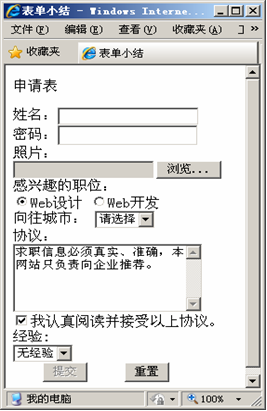 表单小结 - Windows Interne...
文件(F) 编辑(E) 查看(V) 收藏夹(A) »
收藏夹 表单小结
申请表
姓名：
密码：
照片：
浏览...
感兴趣的职位：
Web设计 Web开发
向往城市： 请选择
协议：
求职信息必须真实、准确，本
网站只负责向企业推荐。
我认真阅读并接受以上协议。
经验:
无经验
提交 重置
我的电脑 100%